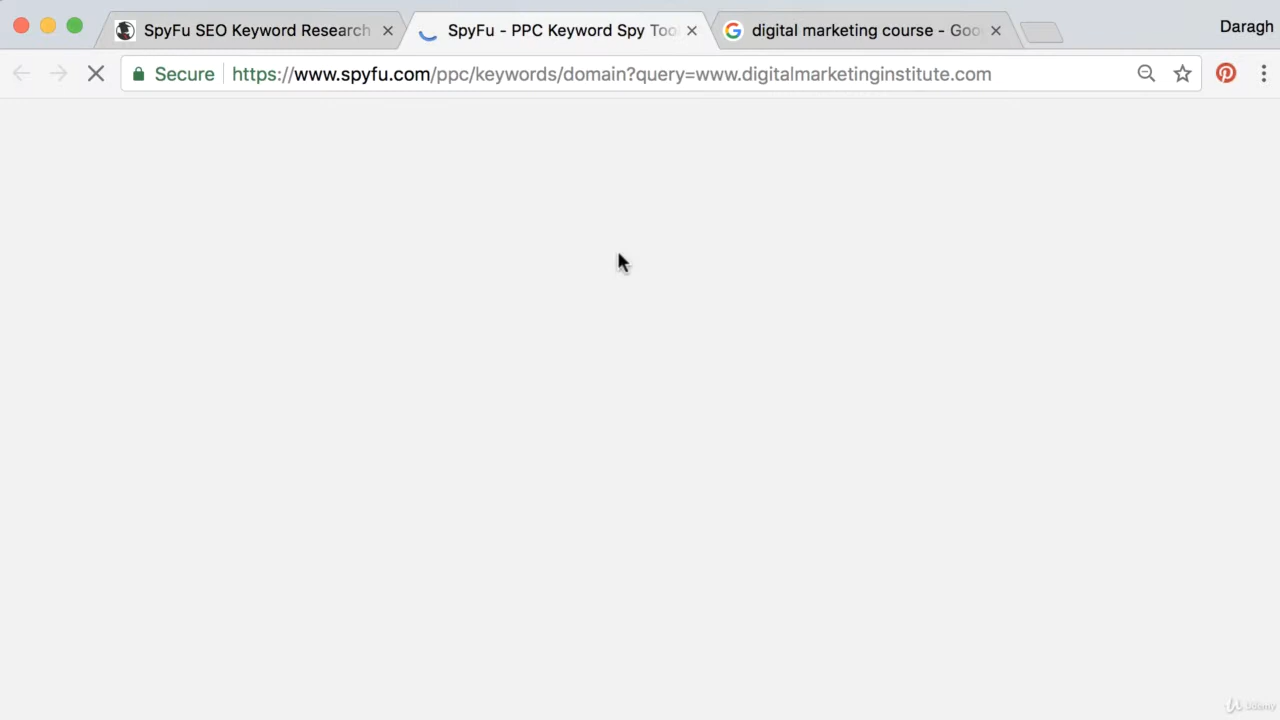 SpyFu SEO Keyword Research
SpyFu - PPC Keyword Spy Too
digital marketing course - Goo
Daragh
Secure
https://www.spyfu.com/ppc/keywords/domain?query=www.digitalmarketinginstitute.com
Udemy